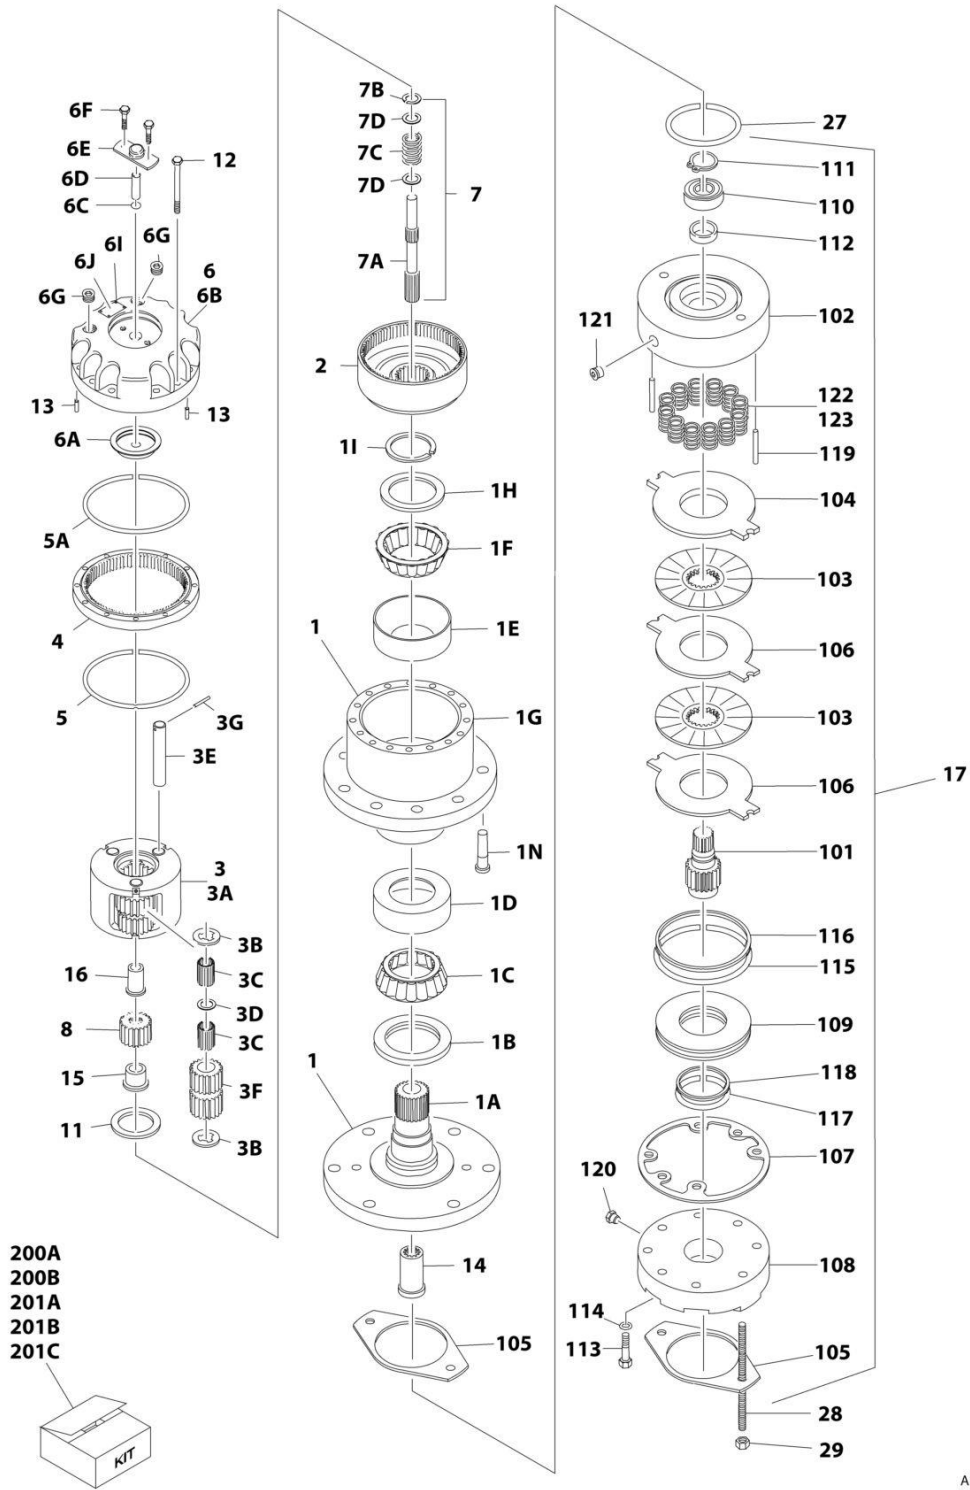 6F
6E
12
6D
6C
6G
6I
6J
6
6G
6B
13
13
6A
5A
4
5
3G
3E
3
3A
3B
16
3C
8
3D
3C
15
3F
11
3B
200A
200B
201A
201B
201C
KIT
7B
7D
7C
7D
7
7A
2
1I
1H
1F
1
1E
1G
1N
1D
1C
1B
1
1A
14
105
27
111
110
112
102
121
122
123
119
104
103
106
103
17
106
101
116
115
109
118
117
107
120
108
114
113
105
28
29
A